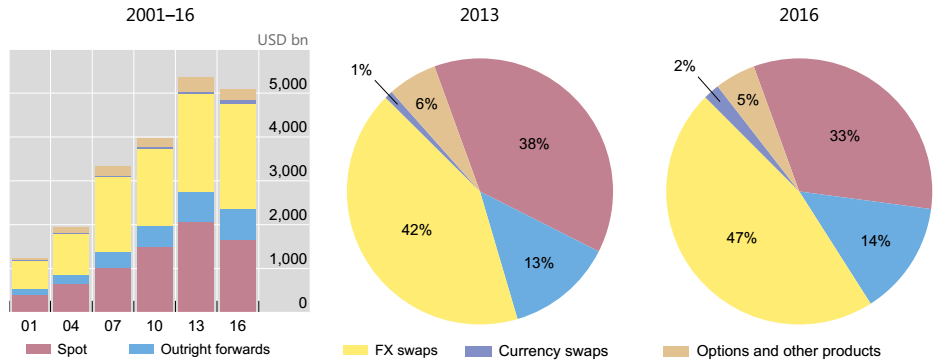 2001–16
2013
2016
USD bn
5,000
4,000
3,000
2,000
1,000
0
01 04 07 10 13 16
1%
6%
38%
42%
13%
2%
5%
33%
47%
14%
Spot
Outright forwards
FX swaps
Currency swaps
Options and other products